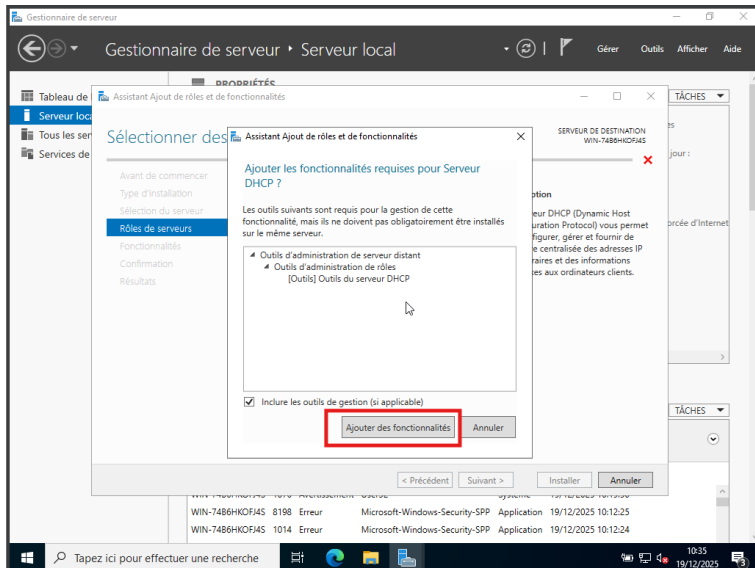 Gestionnaire de serveur
Gestionnaire de serveur • Serveur local
Gérer Outils Afficher Aide
PROPRIÉTÉS
TÂCHES
Tableau de
Serveur loca
Tous les ser
Services de
Assistant Ajout de rôles et de fonctionnalités
Sélectionner des
SERVEUR DE DESTINATION
WIN-74B6HKOFJ4S
Avant de commencer
Type d'installation
Sélection du serveur
Rôles de serveurs
Fonctionnalités
Confirmation
Résultats
Assistant Ajout de rôles et de fonctionnalités
Ajouter les fonctionnalités requises pour Serveur
DHCP ?
Les outils suivants sont requis pour la gestion de cette
fonctionnalité, mais ils ne doivent pas obligatoirement être installés
sur le même serveur.
Outils d'administration de serveur distant
Outils d'administration de rôles
[Outils] Outils du serveur DHCP
Inclure les outils de gestion (si applicable)
Ajouter des fonctionnalités Annuler
ption
eur DHCP (Dynamic Host
uration Protocol) vous permet
figurer, gérer et fournir de
e centralisée des adresses IP
raires et des informations
es aux ordinateurs clients.
jour :
orcée d'Internet
TÂCHES
< Précédent Suivant > Installer Annuler
WIN-74B6HKOFJ4S 8198 Erreur Microsoft-Windows-Security-SPP Application 19/12/2025 10:12:25
WIN-74B6HKOFJ4S 1014 Erreur Microsoft-Windows-Security-SPP Application 19/12/2025 10:12:24
Tapez ici pour effectuer une recherche
10:35
19/12/2025